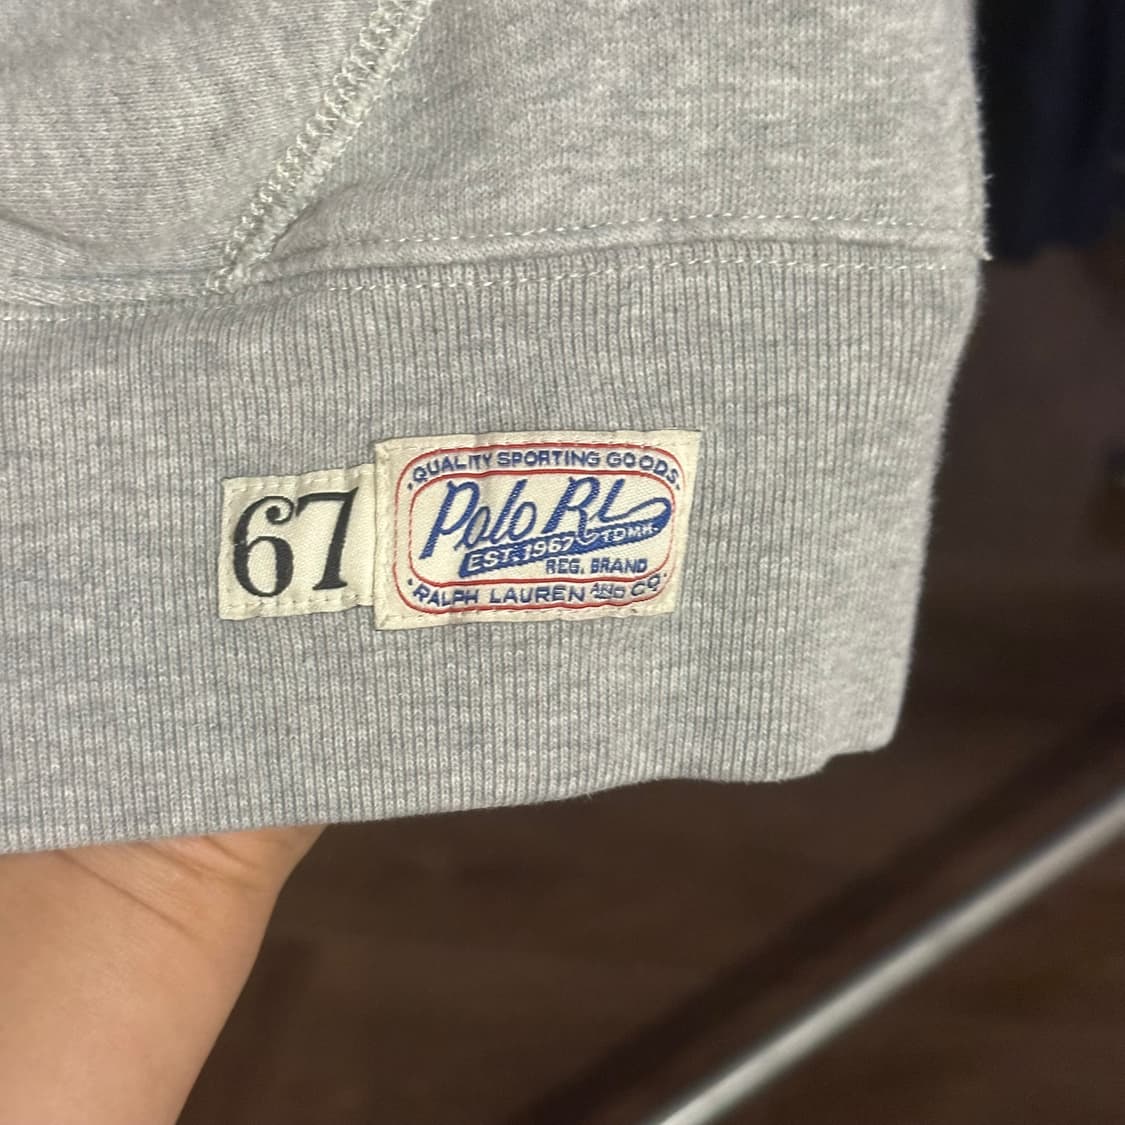 67
·QUALITY SPORTING GOODS·
Polo RL
EST. 1967 TDMK.
REG. BRAND
·RALPH LAUREN AND CO·